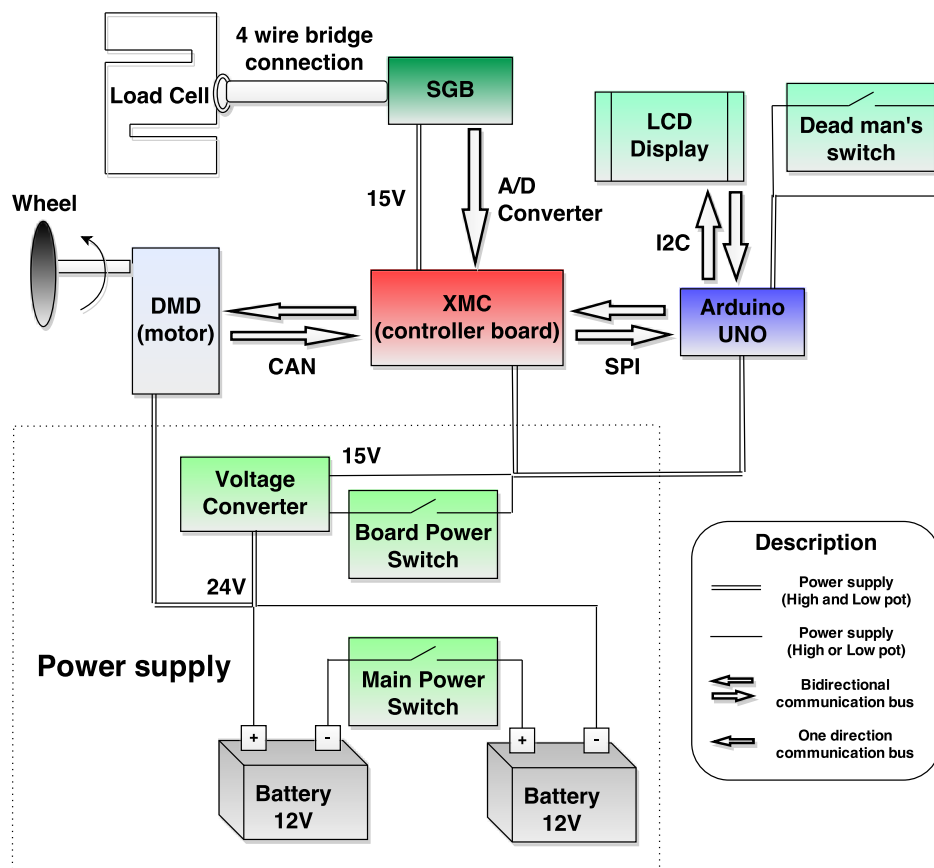 4 wire bridge
connection
Load Cell
SGB
LCD
Display
Dead man's
switch
15V
A/D
Converter
Wheel
I2C
DMD
(motor)
XMC
(controller board)
Arduino
UNO
CAN
SPI
15V
Voltage
Converter
Board Power
Switch
24V
Power supply
Main Power
Switch
+
-
+
-
Battery
12V
Battery
12V
Description
Power supply
(High and Low pot)
Power supply
(High or Low pot)
Bidirectional
communication bus
One direction
communication bus